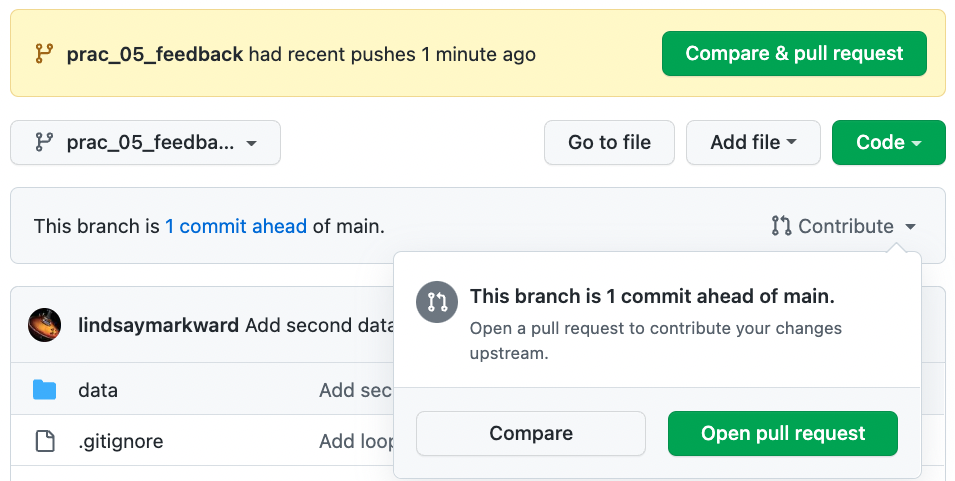 prac_05_feedback had recent pushes 1 minute ago
Compare & pull request
prac_05_feedba...
Go to file
Add file
Code
This branch is 1 commit ahead of main.
Contribute
This branch is 1 commit ahead of main.
Open a pull request to contribute your changes
upstream.
Compare
Open pull request
lindsaymarkward Add second data
data
Add sec
.gitignore
Add loop